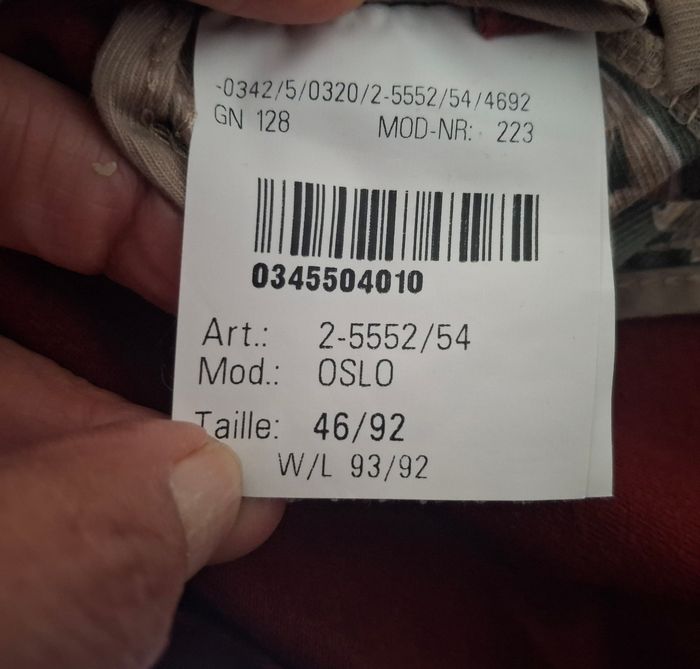 -0342/5/0320/2-5552/54/4692
GN 128 MOD-NR: 223
0345504010
Art.: 2-5552/54
Mod.: OSLO
Taille: 46/92
W/L 93/92